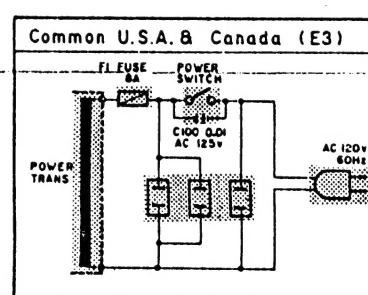 Common U.S.A. & Canada (E3)
F1 FUSE
8A
POWER
SWITCH
C100 0.01
AC 125v
POWER
TRANS
AC 120v
60Hz